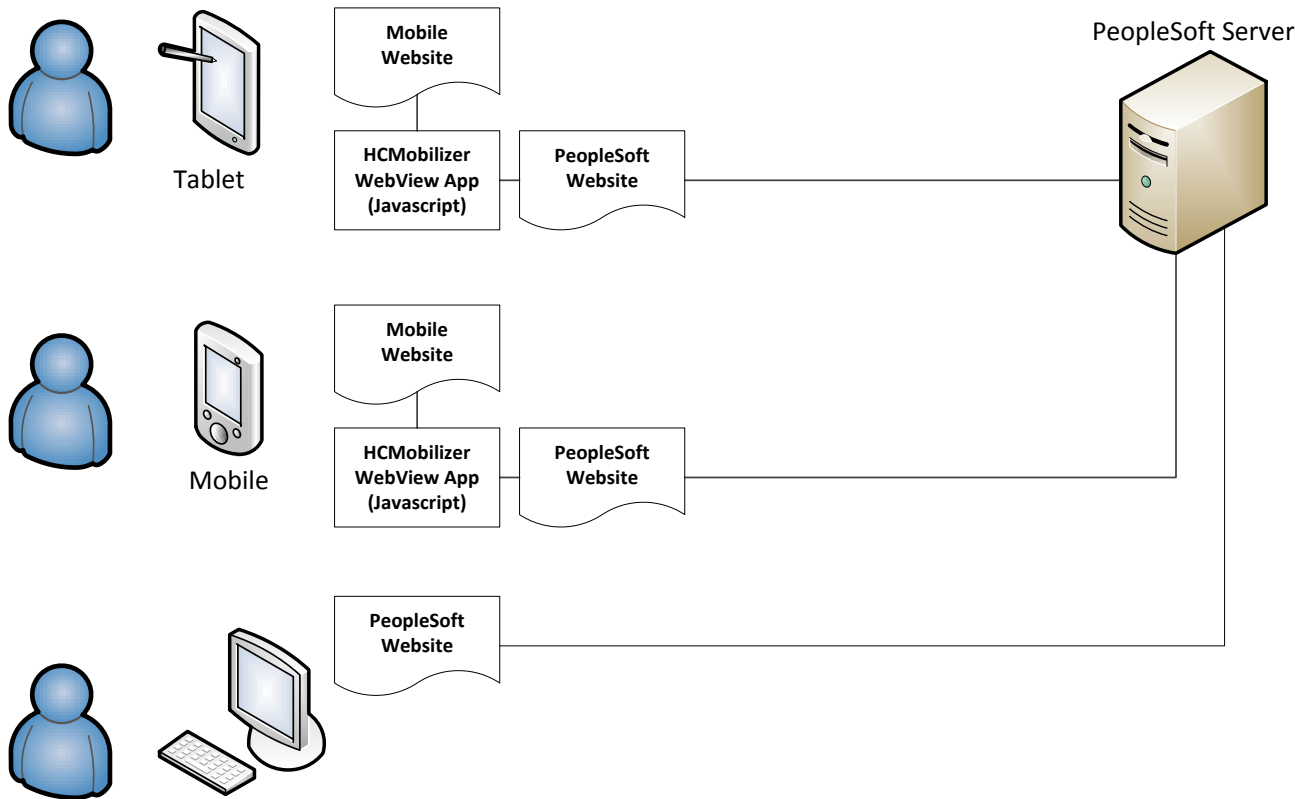 PeopleSoft Server
Mobile
Website
HCMobilizer
WebView App
(Javascript)
PeopleSoft
Website
Tablet
Mobile
Website
HCMobilizer
WebView App
(Javascript)
PeopleSoft
Website
Mobile
PeopleSoft
Website